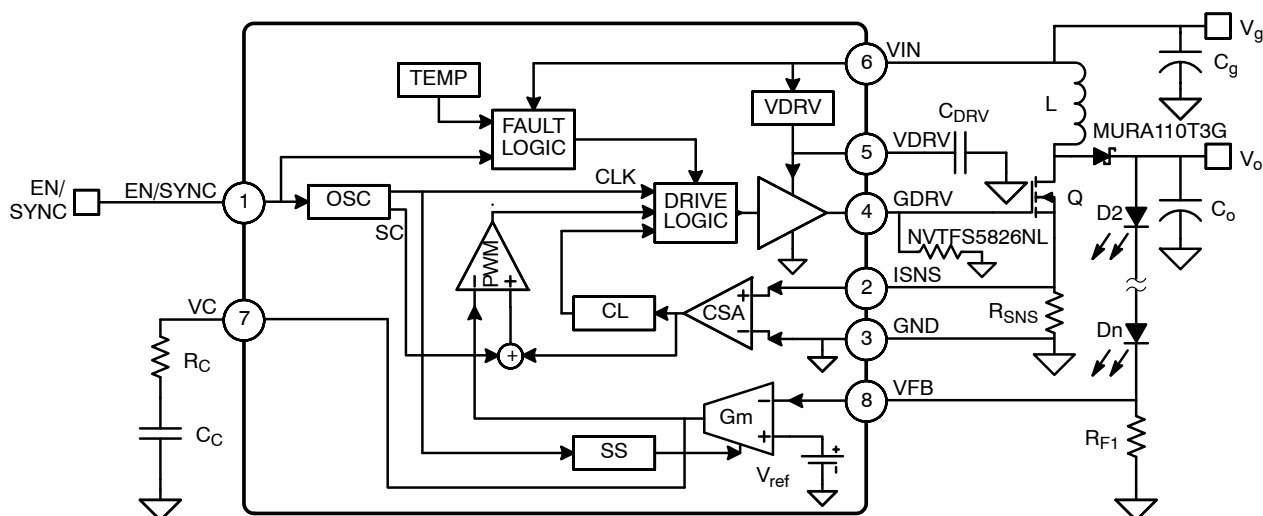 VIN
6
Vg
Cg
TEMP
VDRV
L
CDRV
FAULT
LOGIC
MURA110T3G
VDRV
5
Vo
EN/
SYNC
EN/SYNC
1
OSC
CLK
SC
DRIVE
LOGIC
GDRV
4
Q
D2
Co
NVTFS5826NL
PWM
− +
ISNS
2
VC
7
CL
CSA
+
−
RSNS
GND
3
Dn
RC
+
VFB
8
Gm
−
+
CC
SS
Vref
+
-
RF1